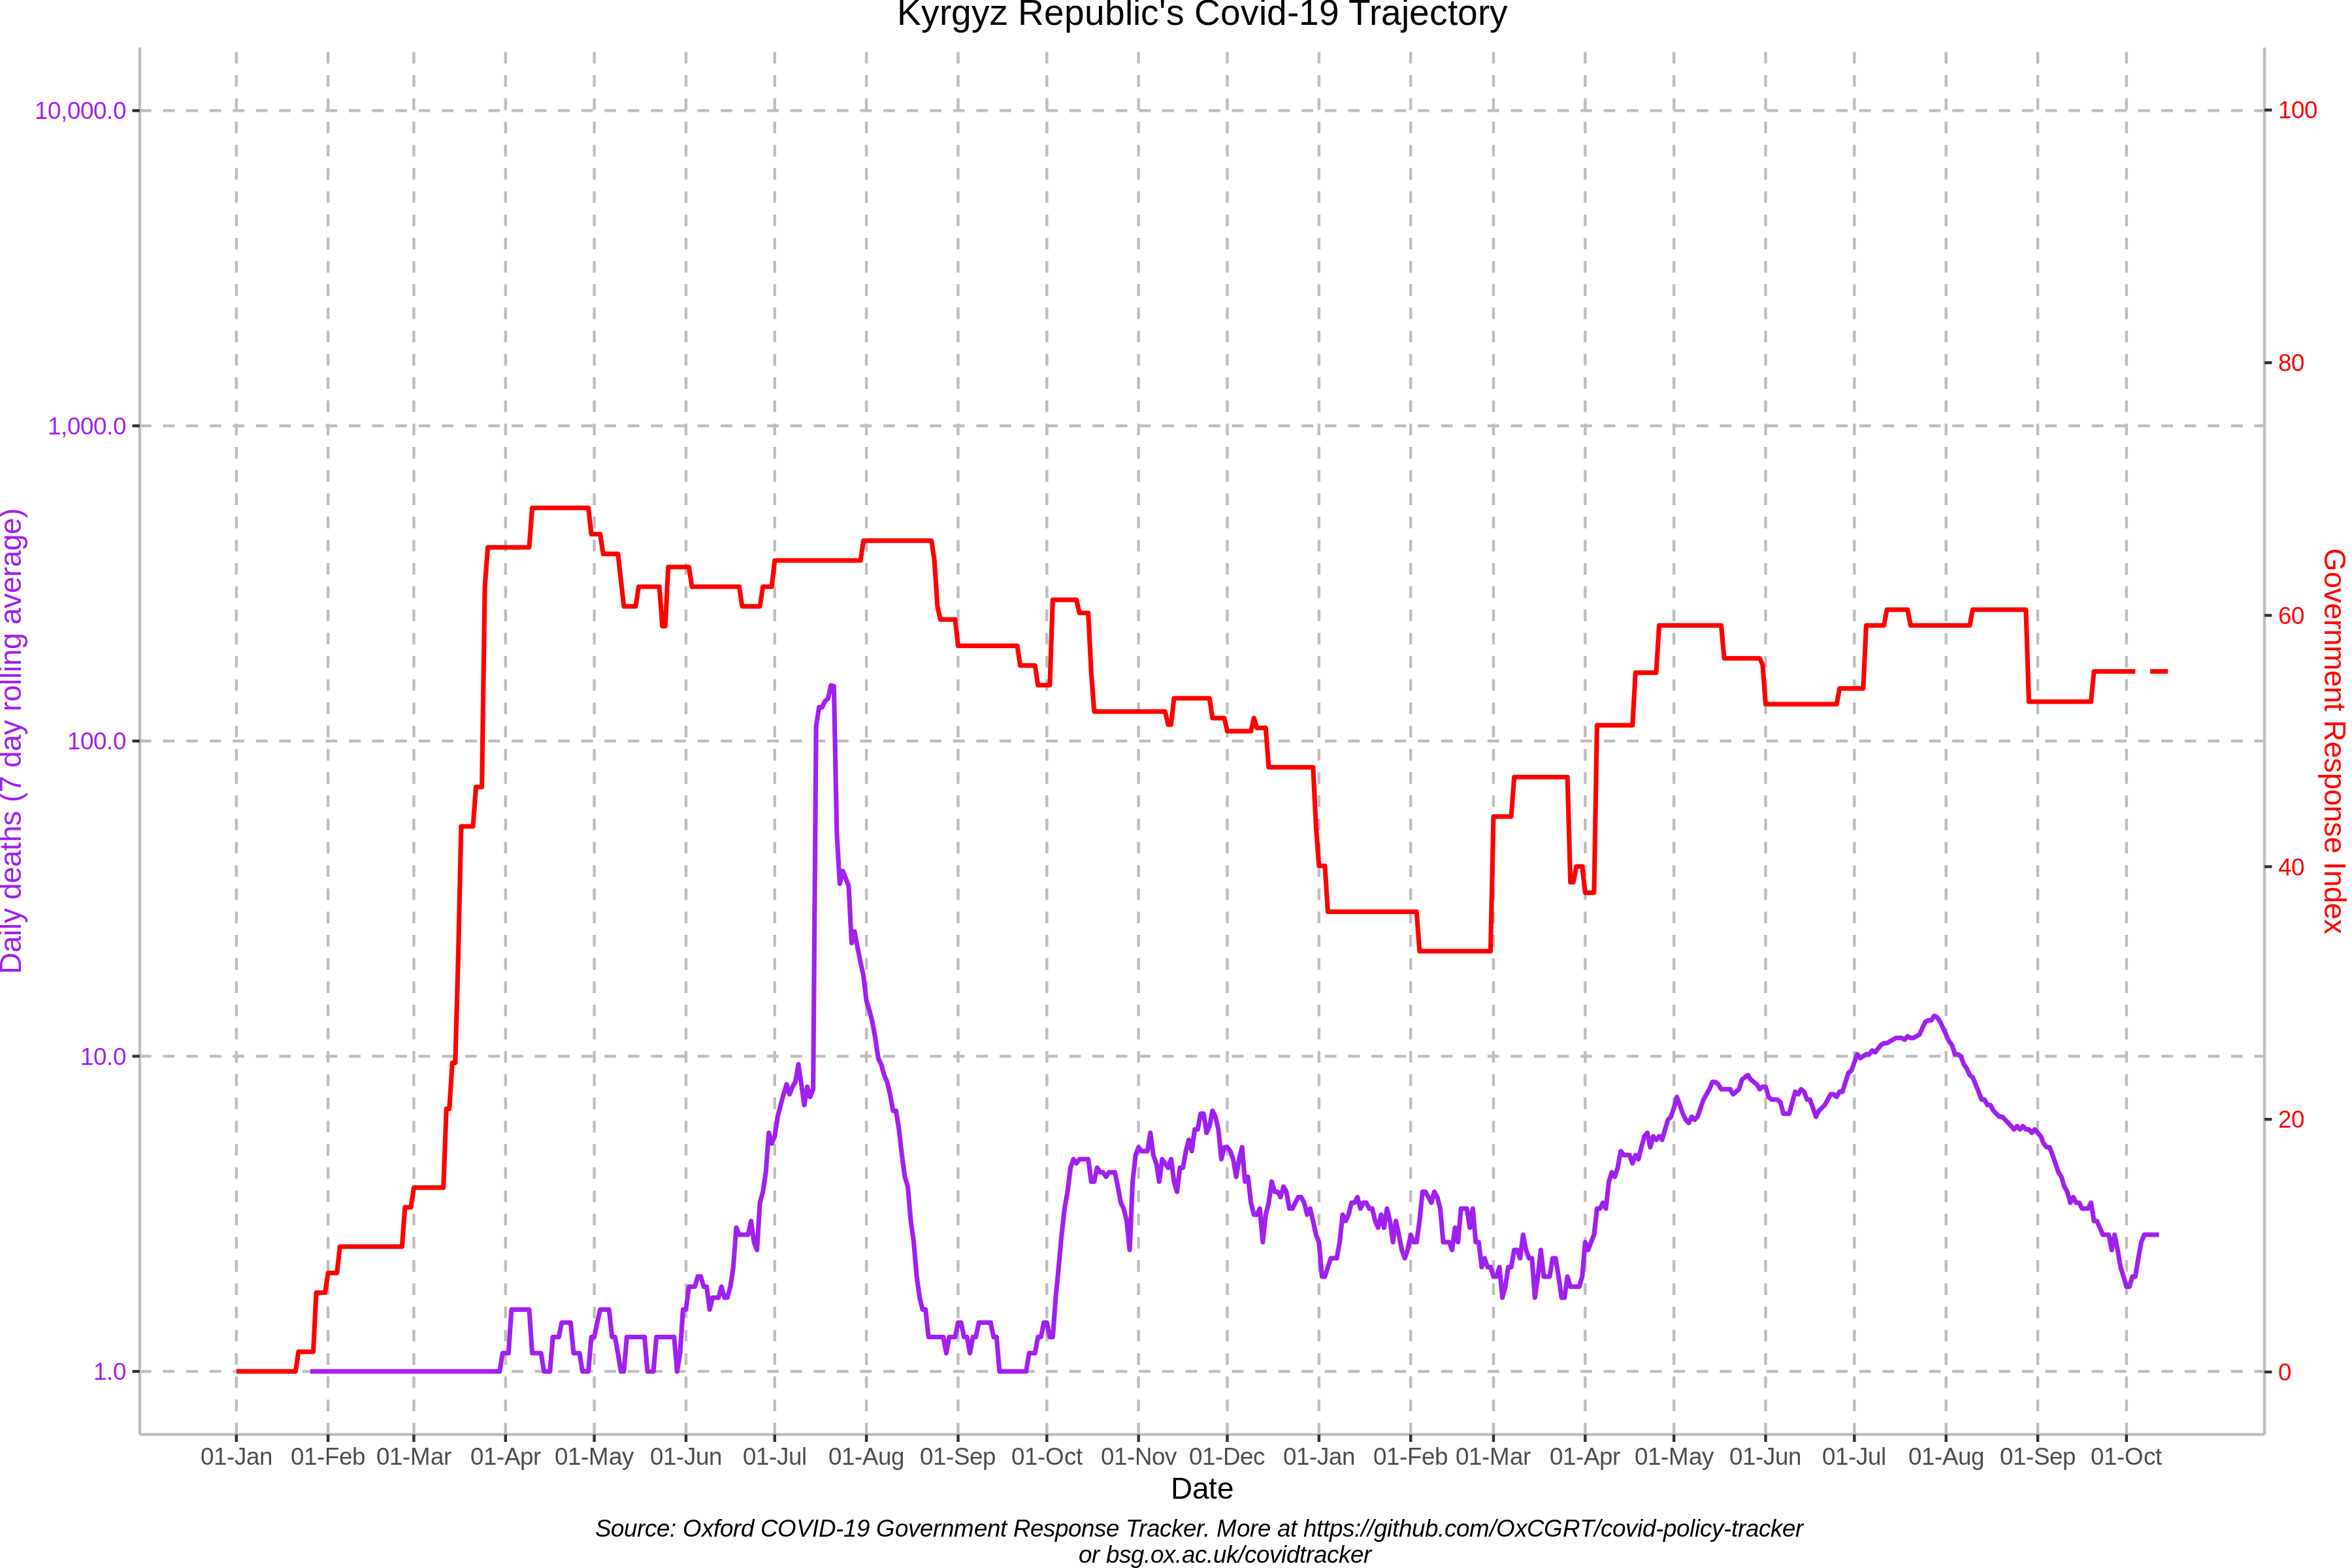 Kyrgyz Republic's Covid-19 Trajectory
10,000.0
1,000.0
100.0
10.0
1.0
Daily deaths (7 day rolling average)
100
80
60
40
20
0
Government Response Index
01-Jan 01-Feb 01-Mar 01-Apr 01-May 01-Jun 01-Jul 01-Aug 01-Sep 01-Oct 01-Nov 01-Dec 01-Jan 01-Feb 01-Mar 01-Apr 01-May 01-Jun 01-Jul 01-Aug 01-Sep 01-Oct
Date
Source: Oxford COVID-19 Government Response Tracker. More at https://github.com/OxCGRT/covid-policy-tracker
or bsg.ox.ac.uk/covidtracker